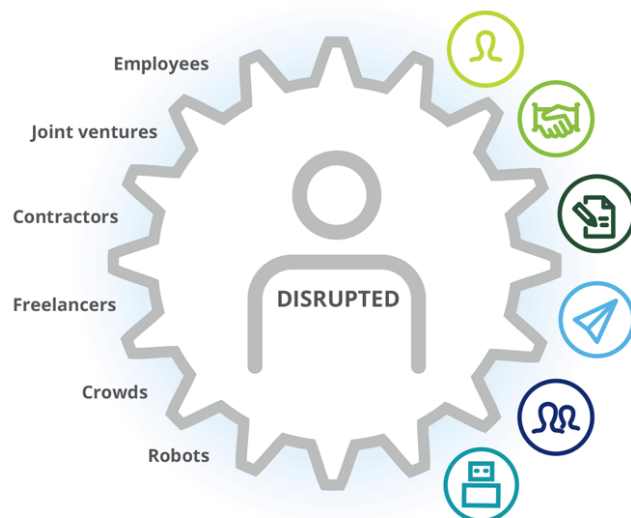 Employees
Joint ventures
Contractors
DISRUPTED
Freelancers
Crowds
Robots